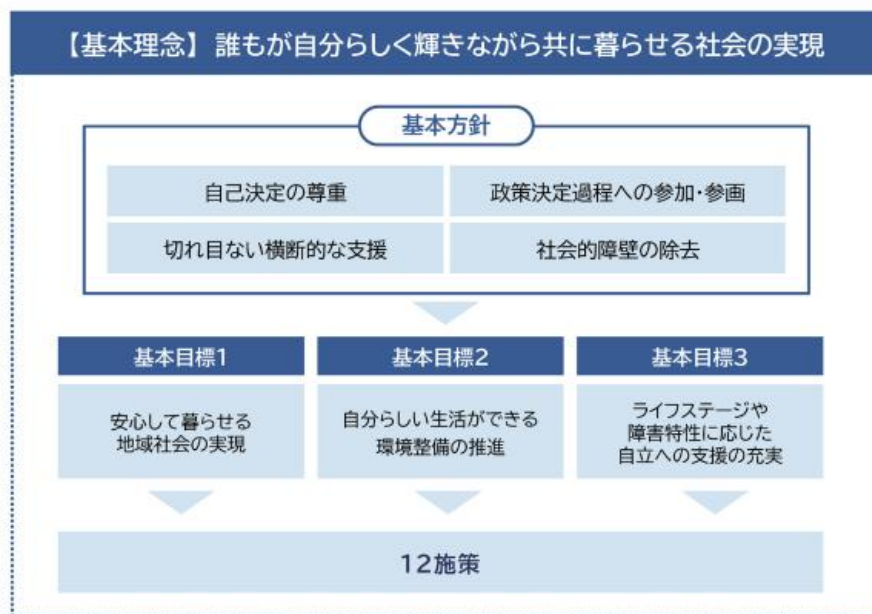 【基本理念】誰もが自分らしく輝きながら共に暮らせる社会の実現
基本方針
自己決定の尊重
政策決定過程への参加・参画
切れ目ない横断的な支援
社会的障壁の除去
基本目標1
安心して暮らせる
地域社会の実現
基本目標2
自分らしい生活ができる
環境整備の推進
基本目標3
ライフステージや
障害特性に応じた
自立への支援の充実
12施策